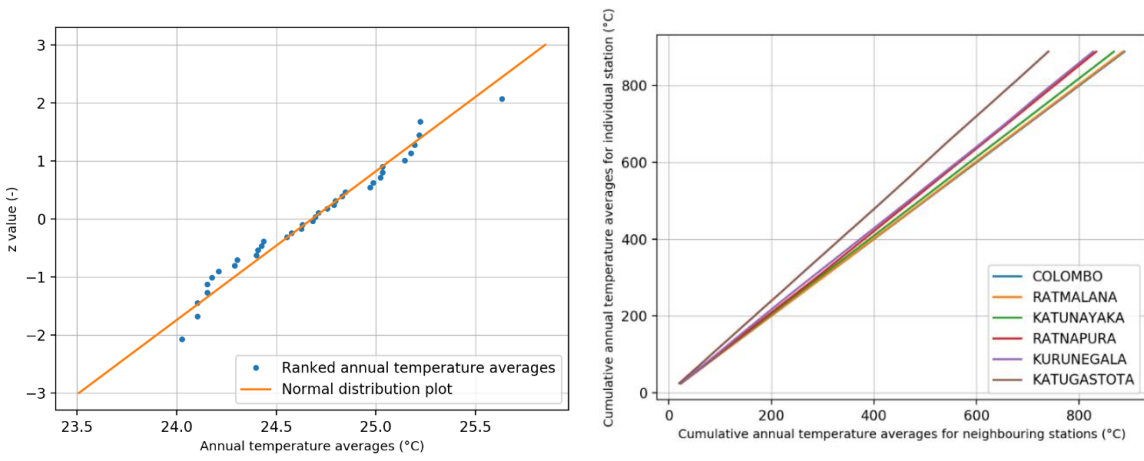 3
2
1
0
−1
−2
−3
z value (-)
23.5 24.0 24.5 25.0 25.5
Annual temperature averages (°C)
Ranked annual temperature averages
Normal distribution plot
Cumulative annual temperature averages for individual station (°C)
800
600
400
200
0
0 200 400 600 800
Cumulative annual temperature averages for neighbouring stations (°C)
COLOMBO
RATMALANA
KATUNAYAKA
RATNAPURA
KURUNEGALA
KATUGASTOTA